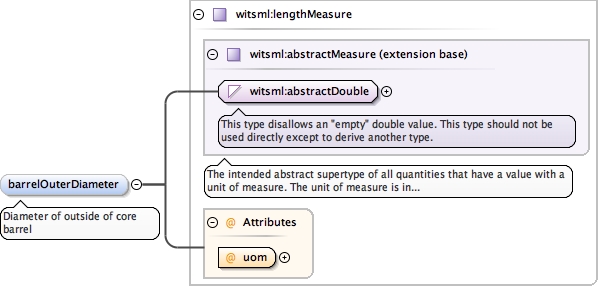 witsml:lengthMeasure
witsml:abstractMeasure (extension base)
witsml:abstractDouble
This type disallows an "empty" double value. This type should not be
used directly except to derive another type.
The intended abstract supertype of all quantities that have a value with a
unit of measure. The unit of measure is in...
barrelOuterDiameter
Diameter of outside of core
barrel
@ Attributes
@ uom